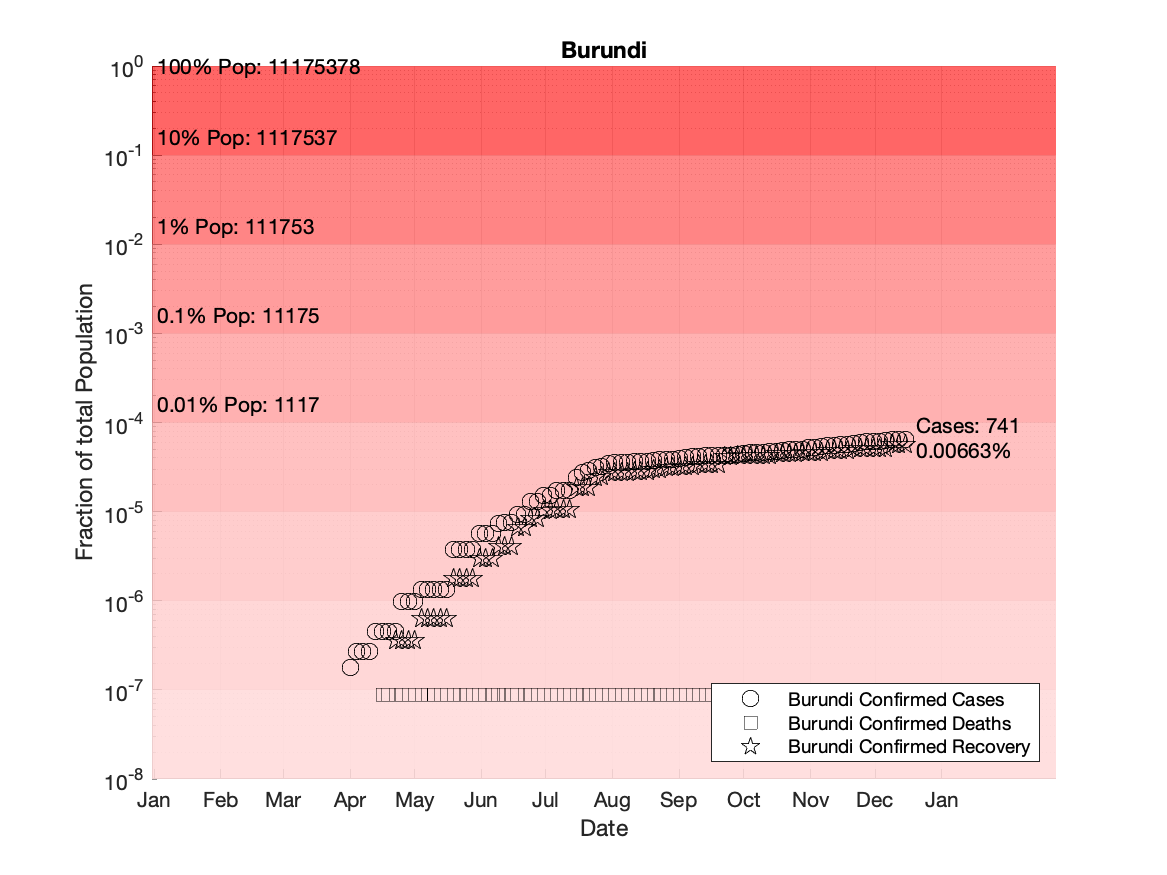 Burundi
10^0
100% Pop: 11175378
10% Pop: 1117537
10^-1
1% Pop: 111753
10^-2
0.1% Pop: 11175
10^-3
0.01% Pop: 1117
10^-4
Cases: 741
0.00663%
10^-5
10^-6
10^-7
10^-8
Fraction of total Population
Burundi Confirmed Cases
Burundi Confirmed Deaths
Burundi Confirmed Recovery
Jan Feb Mar Apr May Jun Jul Aug Sep Oct Nov Dec Jan
Date